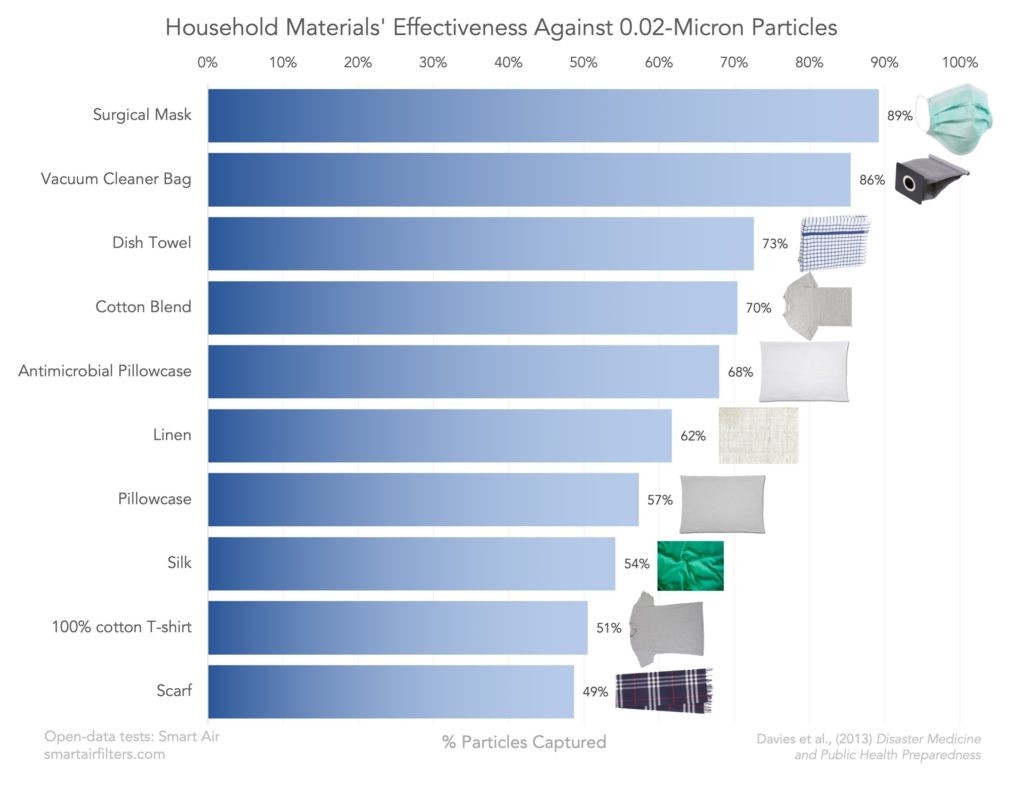 Household Materials' Effectiveness Against 0.02-Micron Particles
0% 10% 20% 30% 40% 50% 60% 70% 80% 90% 100%
Surgical Mask 89%
Vacuum Cleaner Bag 86%
Dish Towel 73%
Cotton Blend 70%
Antimicrobial Pillowcase 68%
Linen 62%
Pillowcase 57%
Silk 54%
100% cotton T-shirt 51%
Scarf 49%
Open-data tests: Smart Air
smartairfilters.com
% Particles Captured
Davies et al., (2013) Disaster Medicine
and Public Health Preparedness